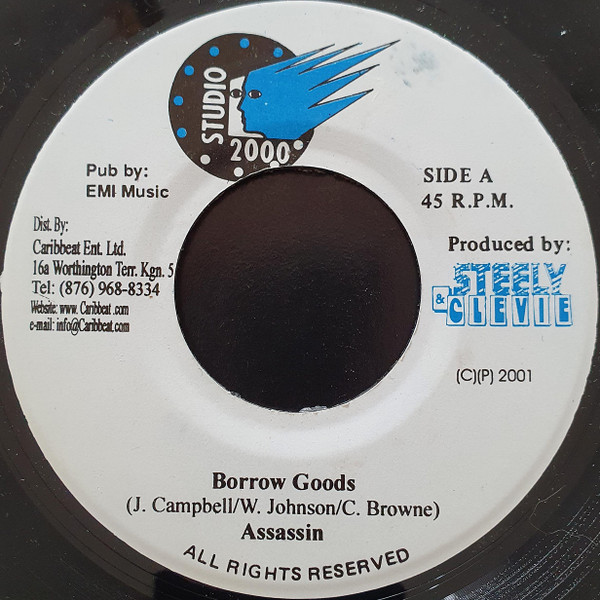 STUDIO
2000
Pub by:
EMI Music
SIDE A
45 R.P.M.
Dist. By:
Caribbeat Ent. Ltd.
16a Worthington Terr. Kgn. 5
Tel: (876) 968-8334
Website: www. Caribbeat .com
e-mail: info@Caribbeat.com
Produced by:
STEELY
& CLEVIE
(C)(P) 2001
Borrow Goods
(J. Campbell/W. Johnson/C. Browne)
Assassin
ALL RIGHTS RESERVED